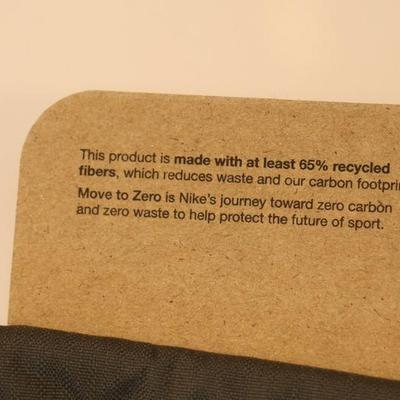 This product is made with at least 65% recycled
fibers, which reduces waste and our carbon
Move to Zero is Nike's journey toward zero carbon
and zero waste to help protect the future of sport.